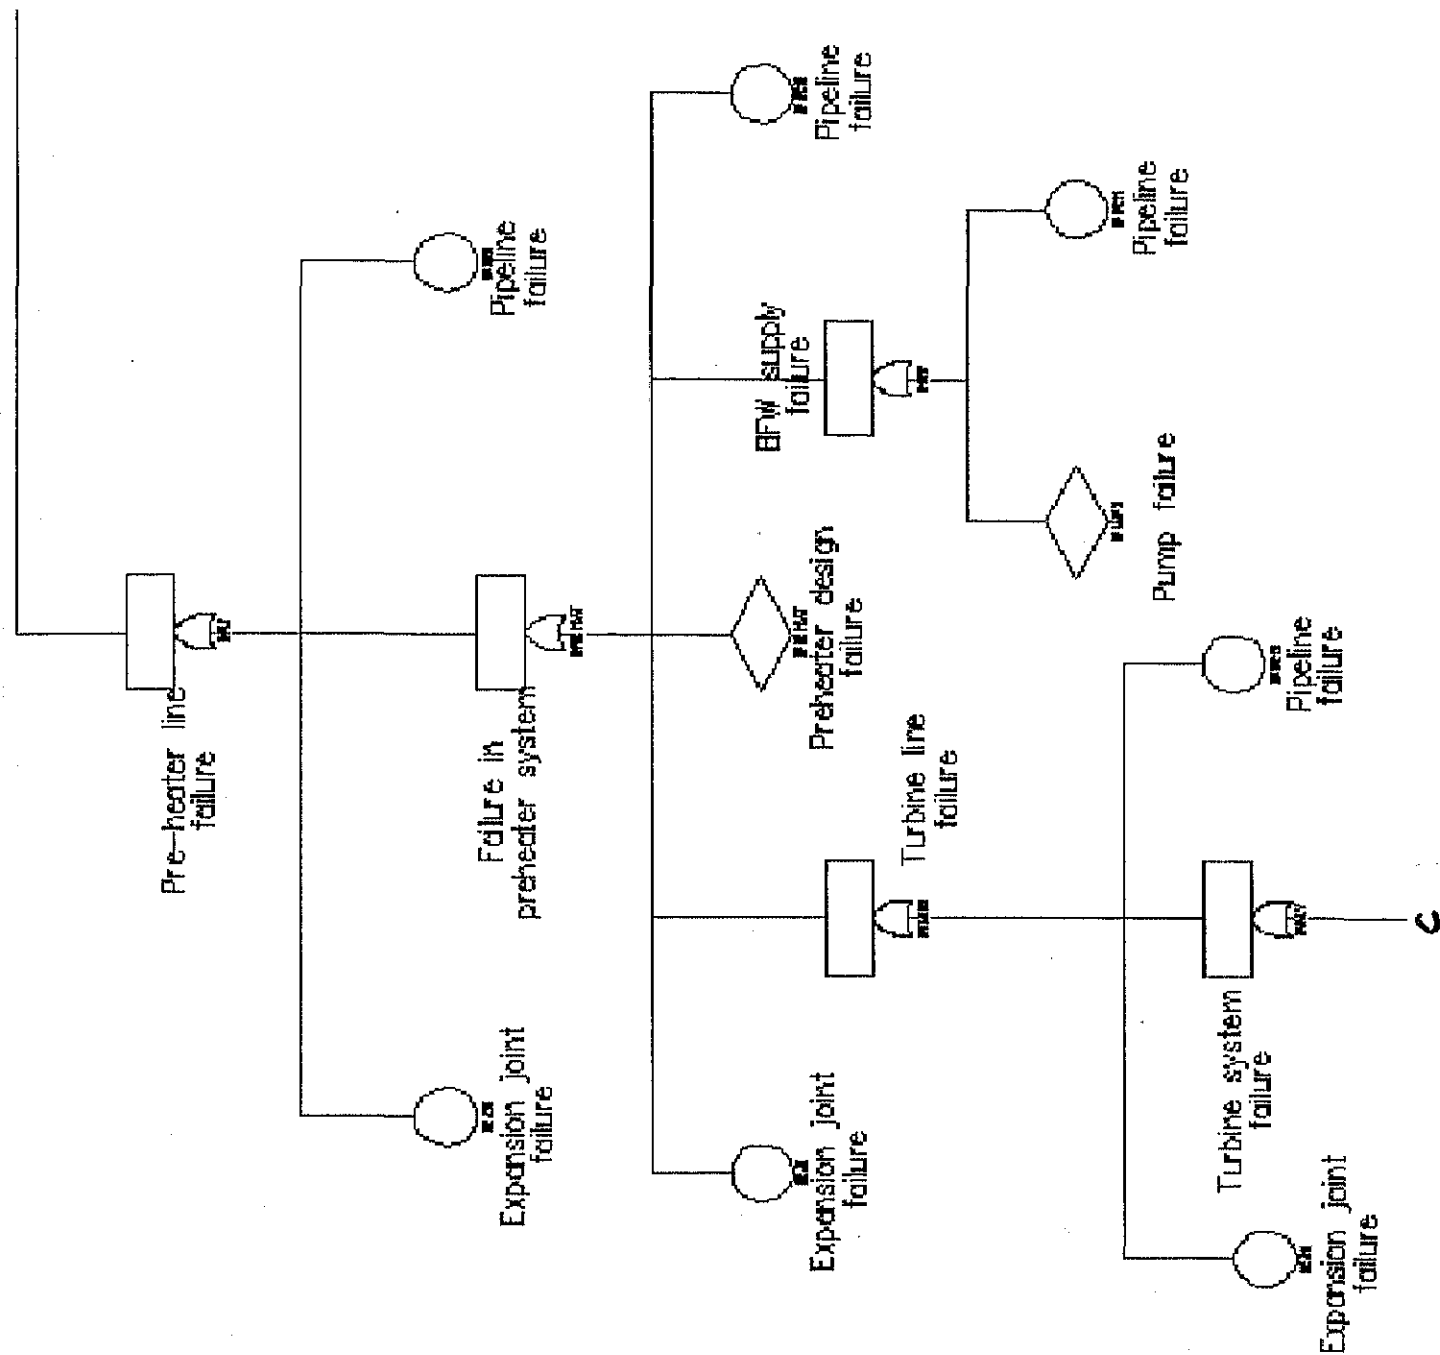 Pre-heater line
failure
Expansion joint
failure
Failure in
preheater system
Pipeline
failure
Expansion joint
failure
Turbine line
failure
Preheater design
failure
BFW supply
failure
Pipeline
failure
Expansion joint
failure
Turbine system
failure
Pipeline
failure
Pump failure
Pipeline
failure
C